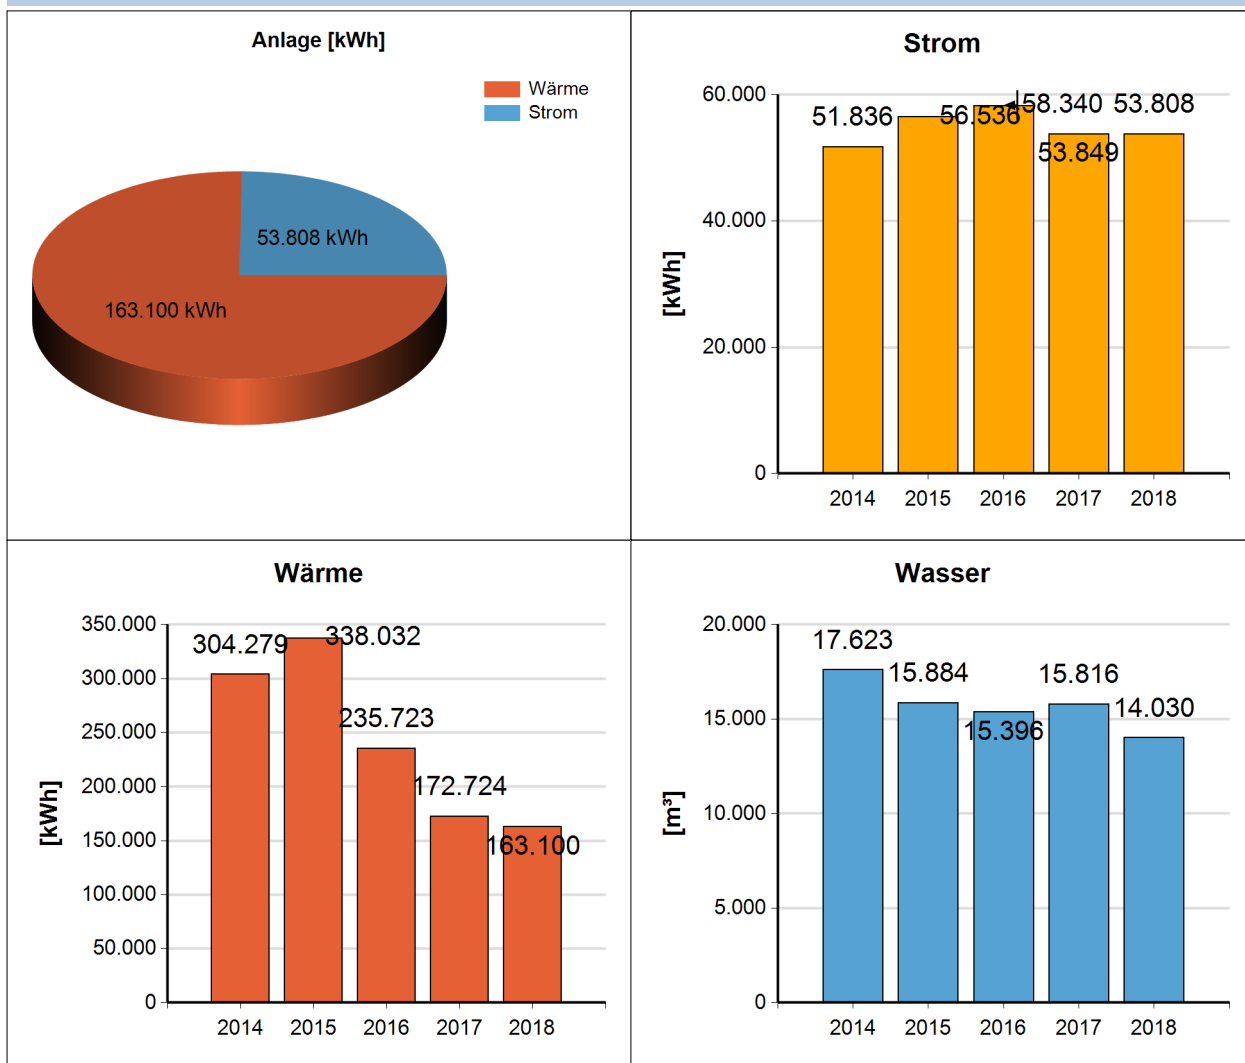 Anlage [kWh]
Wärme
Strom
53.808 kWh
163.100 kWh
Strom
60.000
40.000
20.000
0
[kWh]
51.836
56.536
58.340
53.849
53.808
2014 2015 2016 2017 2018
Wärme
350.000
300.000
250.000
200.000
150.000
100.000
50.000
0
[kWh]
304.279
338.032
235.723
172.724
163.100
2014 2015 2016 2017 2018
Wasser
20.000
15.000
10.000
5.000
0
[m³]
17.623
15.884
15.396
15.816
14.030
2014 2015 2016 2017 2018